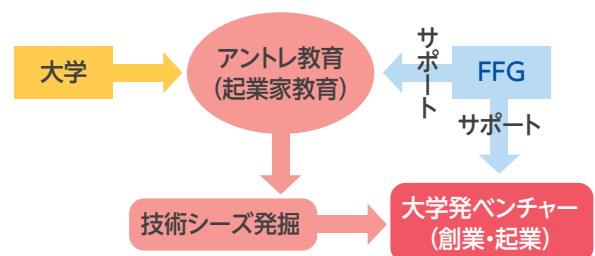 大学
アントレ教育
(起業家教育)
サポート
FFG
サポート
技術シーズ発掘
大学発ベンチャー
(創業・起業)